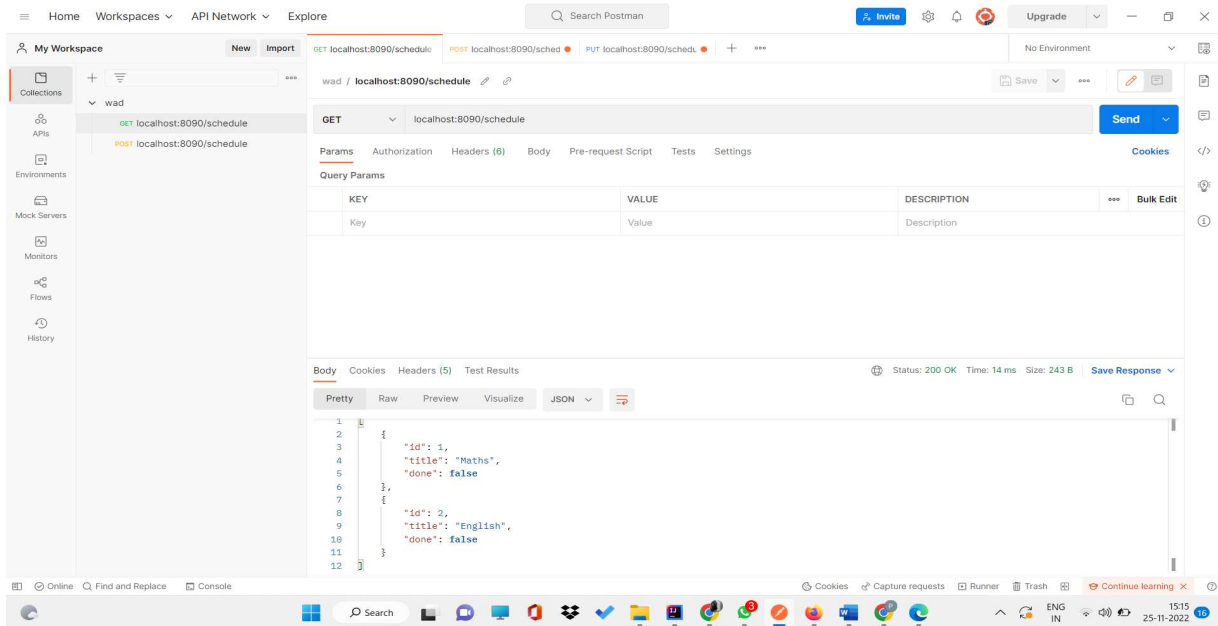 Home Workspaces API Network Explore Search Postman Invite Upgrade
My Workspace New Import GET localhost:8090/schedule POST localhost:8090/sched PUT localhost:8090/schedu No Environment
Collections
APIs
Environments
Mock Servers
Monitors
Flows
History
wad
GET localhost:8090/schedule
POST localhost:8090/schedule
wad / localhost:8090/schedule Save
GET localhost:8090/schedule Send
Params Authorization Headers (6) Body Pre-request Script Tests Settings Cookies
Query Params
KEY VALUE DESCRIPTION Bulk Edit
Key Value Description
Body Cookies Headers (5) Test Results Status: 200 OK Time: 14 ms Size: 243 B Save Response
Pretty Raw Preview Visualize JSON
1 [
2 {
3 "id": 1,
4 "title": "Maths",
5 "done": false
6 },
7 {
8 "id": 2,
9 "title": "English",
10 "done": false
11 }
12 ]
Online Find and Replace Console Cookies Capture requests Runner Trash Continue learning
Search 3 ENG 15:15
IN 25-11-2022 16